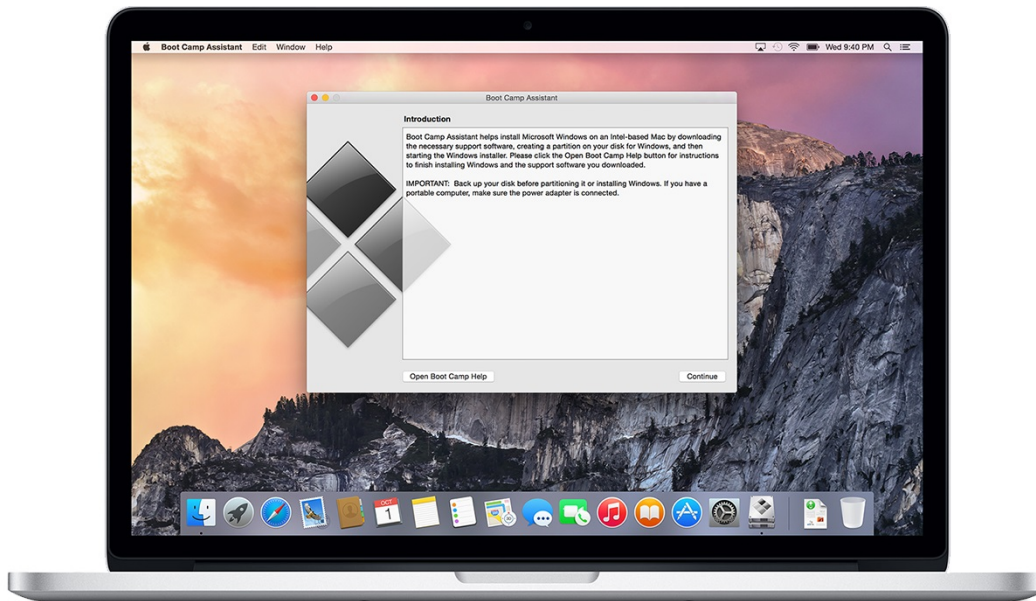 Boot Camp Assistant Edit Window Help Wed 9:40 PM
Boot Camp Assistant
Introduction
Boot Camp Assistant helps install Microsoft Windows on an Intel-based Mac by downloading
the necessary support software, creating a partition on your disk for Windows, and then
starting the Windows installer. Please click the Open Boot Camp Help button for instructions
to finish installing Windows and the support software you downloaded.
IMPORTANT: Back up your disk before partitioning it or installing Windows. If you have a
portable computer, make sure the power adapter is connected.
Open Boot Camp Help Continue
OCT
1